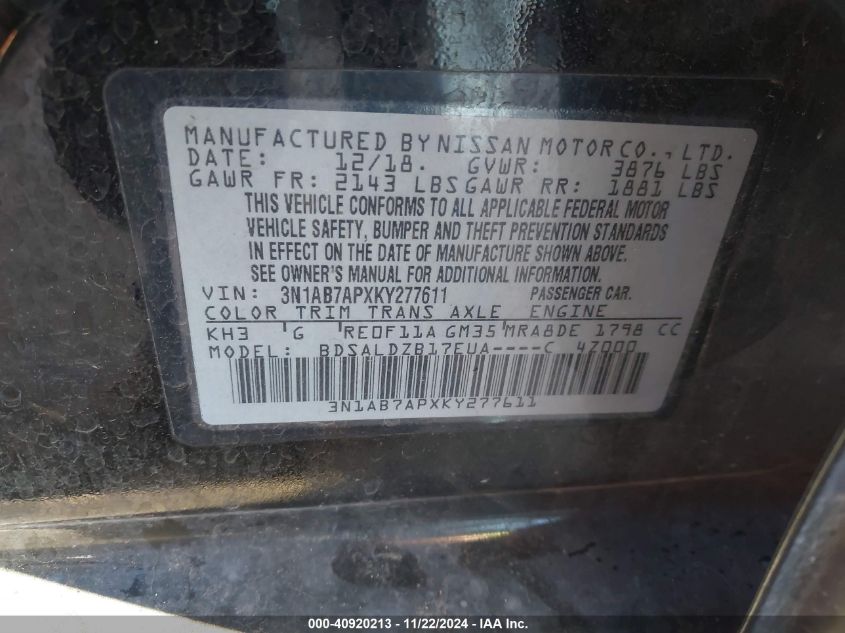 MANUFACTURED BY NISSAN MOTOR CO., LTD.
DATE: 12/18. GVWR: 3876 LBS
GAWR FR: 2143 LBS GAWR RR: 1881 LBS
THIS VEHICLE CONFORMS TO ALL APPLICABLE FEDERAL MOTOR
VEHICLE SAFETY, BUMPER AND THEFT PREVENTION STANDARDS
IN EFFECT ON THE DATE OF MANUFACTURE SHOWN ABOVE.
SEE OWNER'S MANUAL FOR ADDITIONAL INFORMATION.
VIN: 3N1AB7APXKY277611 PASSENGER CAR.
COLOR TRIM TRANS AXLE ENGINE
KH3 G RE0F11A GM35 MRA8DE 1798 CC
MODEL: BDSALDZB17EUA----C 4Z000
3N1AB7APXKY277611
000-40920213 - 11/22/2024 - IAA, Inc.